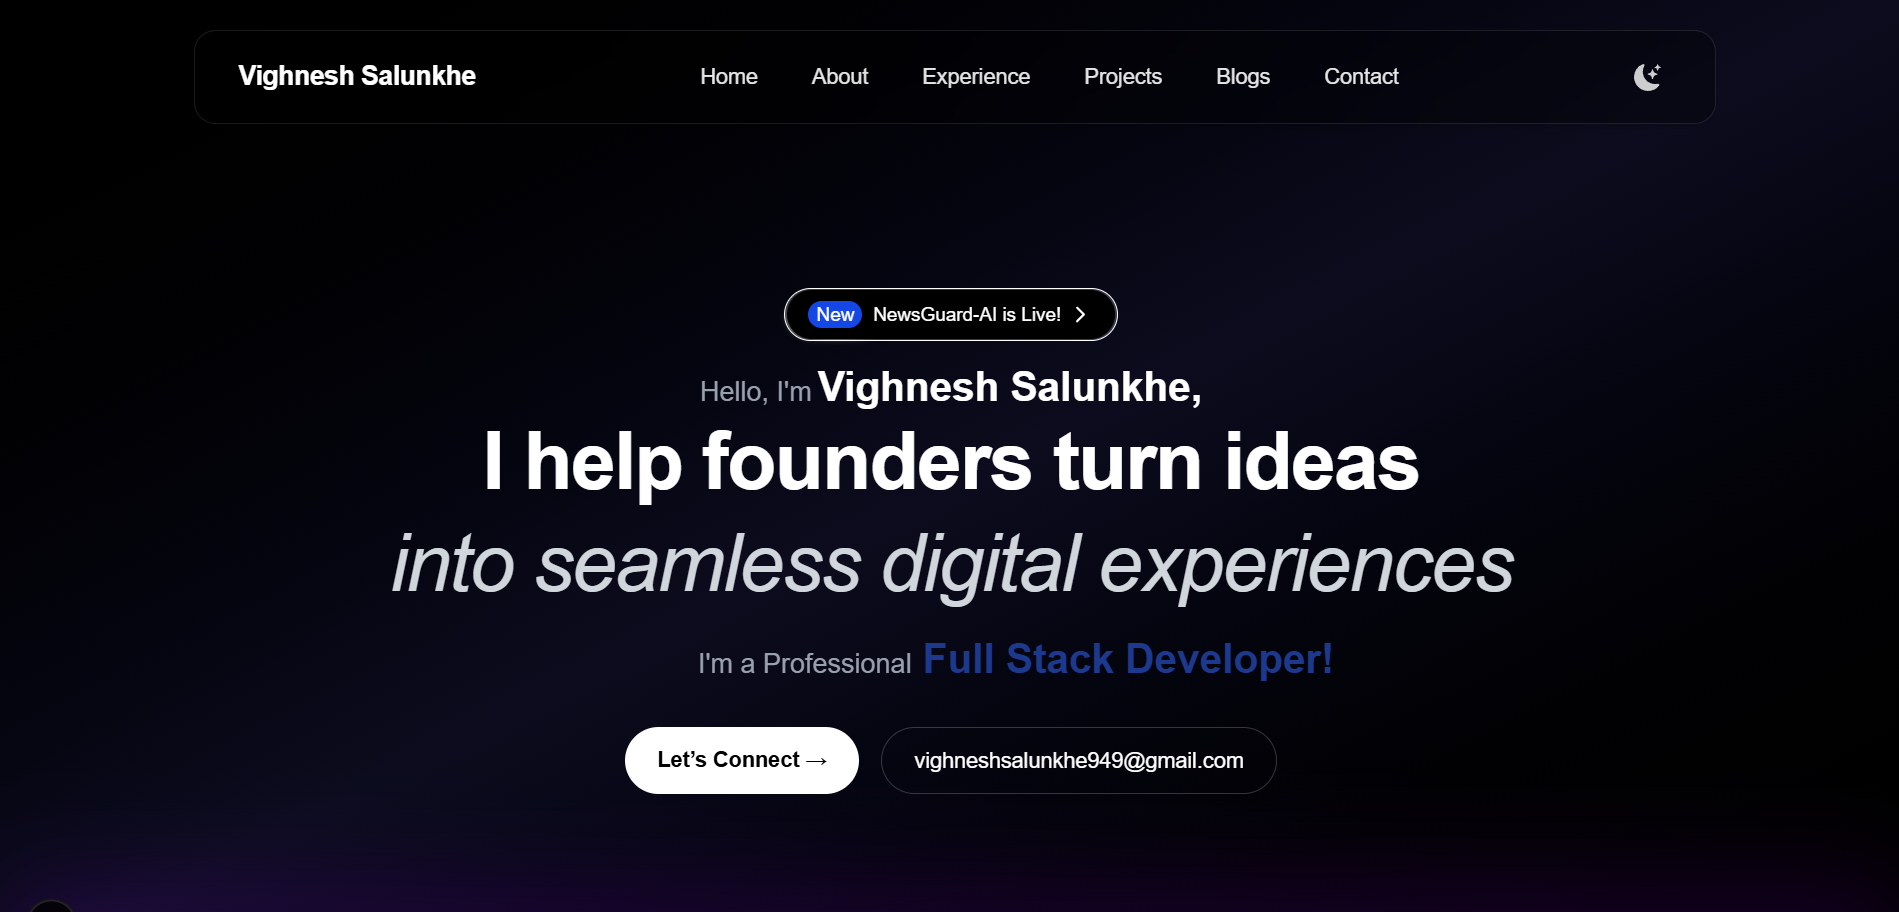 Vighnesh Salunkhe Home About Experience Projects Blogs Contact
New NewsGuard-AI is Live!
Hello, I'm Vighnesh Salunkhe,
I help founders turn ideas
into seamless digital experiences
I'm a Professional Full Stack Developer!
Let’s Connect → vighneshsalunkhe949@gmail.com